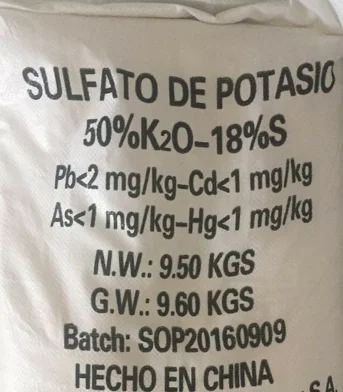 SULFATO DE POTASIO
50%K2O-18%S
Pb<2 mg/kg-Cd<1 mg/kg
As<1 mg/kg-Hg<1 mg/kg
N.W.: 9.50 KGS
G.W.: 9.60 KGS
Batch: SOP20160909
HECHO EN CHINA
S.A.